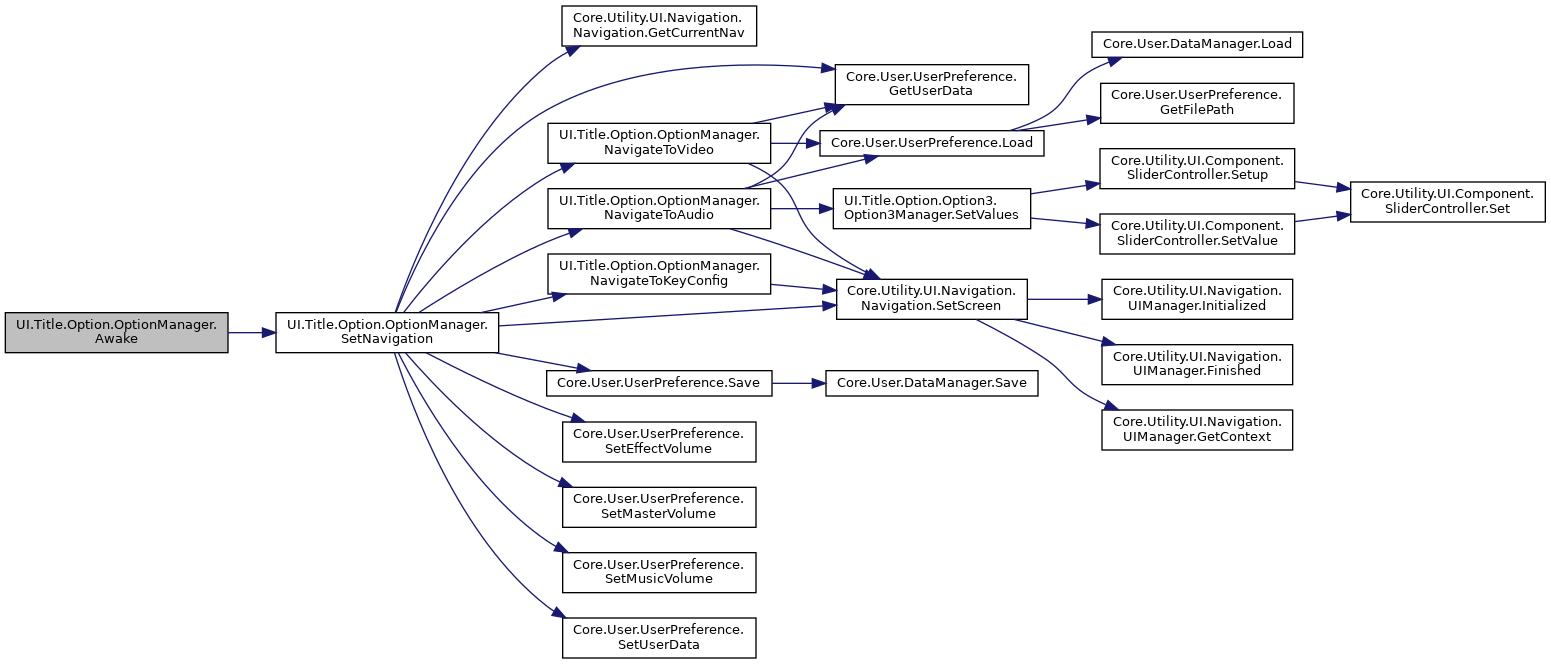 UI.Title.Option.OptionManager.
Awake
UI.Title.Option.OptionManager.
SetNavigation
Core.Utility.UI.Navigation.
Navigation.GetCurrentNav
Core.User.UserPreference.
GetUserData
UI.Title.Option.OptionManager.
NavigateToVideo
UI.Title.Option.OptionManager.
NavigateToAudio
UI.Title.Option.OptionManager.
NavigateToKeyConfig
Core.User.UserPreference.Save
Core.User.UserPreference.
SetEffectVolume
Core.User.UserPreference.
SetMasterVolume
Core.User.UserPreference.
SetMusicVolume
Core.User.UserPreference.
SetUserData
Core.User.UserPreference.Load
UI.Title.Option.Option3.
Option3Manager.SetValues
Core.Utility.UI.Navigation.
Navigation.SetScreen
Core.User.DataManager.Save
Core.User.DataManager.Load
Core.User.UserPreference.
GetFilePath
Core.Utility.UI.Component.
SliderController.Setup
Core.Utility.UI.Component.
SliderController.SetValue
Core.Utility.UI.Navigation.
UIManager.Initialized
Core.Utility.UI.Navigation.
UIManager.Finished
Core.Utility.UI.Navigation.
UIManager.GetContext
Core.Utility.UI.Component.
SliderController.Set